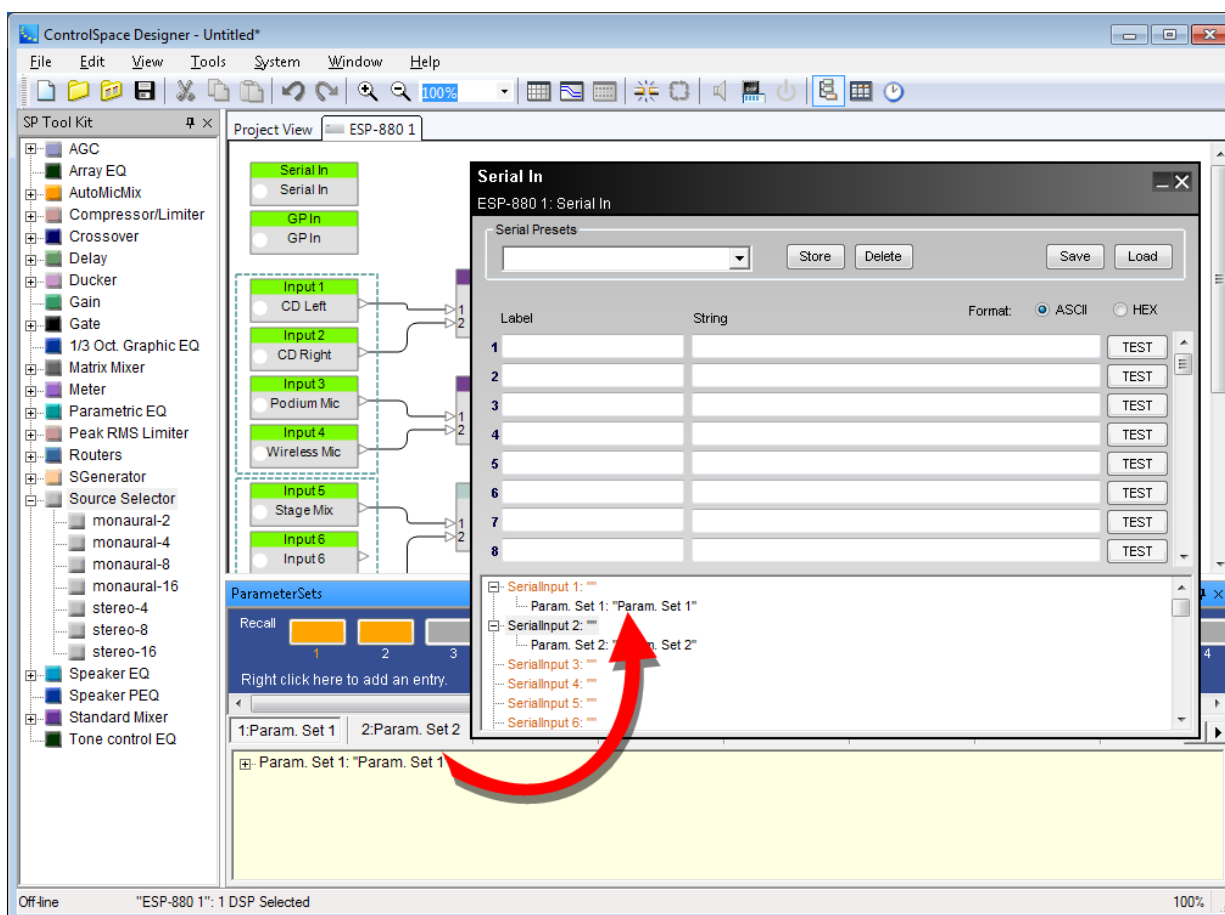 ControlSpace Designer - Untitled*
File Edit View Tools System Window Help
100%
SP Tool Kit
AGC
Array EQ
AutoMicMix
Compressor/Limiter
Crossover
Delay
Ducker
Gain
Gate
1/3 Oct. Graphic EQ
Matrix Mixer
Meter
Parametric EQ
Peak RMS Limiter
Routers
SGenerator
Source Selector
monaural-2
monaural-4
monaural-8
monaural-16
stereo-4
stereo-8
stereo-16
Speaker EQ
Speaker PEQ
Standard Mixer
Tone control EQ
Project View ESP-880 1
Serial In
Serial In
GP In
GP In
Input 1
CD Left
Input 2
CD Right
1
2
Input 3
Podium Mic
Input 4
Wireless Mic
1
2
Input 5
Stage Mix
Input 6
Input 6
1
2
Serial In
ESP-880 1: Serial In
Serial Presets
Store Delete Save Load
Label String Format: ASCII HEX
1 TEST
2 TEST
3 TEST
4 TEST
5 TEST
6 TEST
7 TEST
8 TEST
SerialInput 1: ""
Param. Set 1: "Param. Set 1"
SerialInput 2: ""
Param. Set 2: Set 2"
SerialInput 3: ""
SerialInput 4: ""
SerialInput 5: ""
SerialInput 6: ""
ParameterSets
Recall
1 2 3 4
Right click here to add an entry.
1:Param. Set 1 2:Param. Set 2
Param. Set 1: "Param. Set 1
Off-line "ESP-880 1": 1 DSP Selected 100%